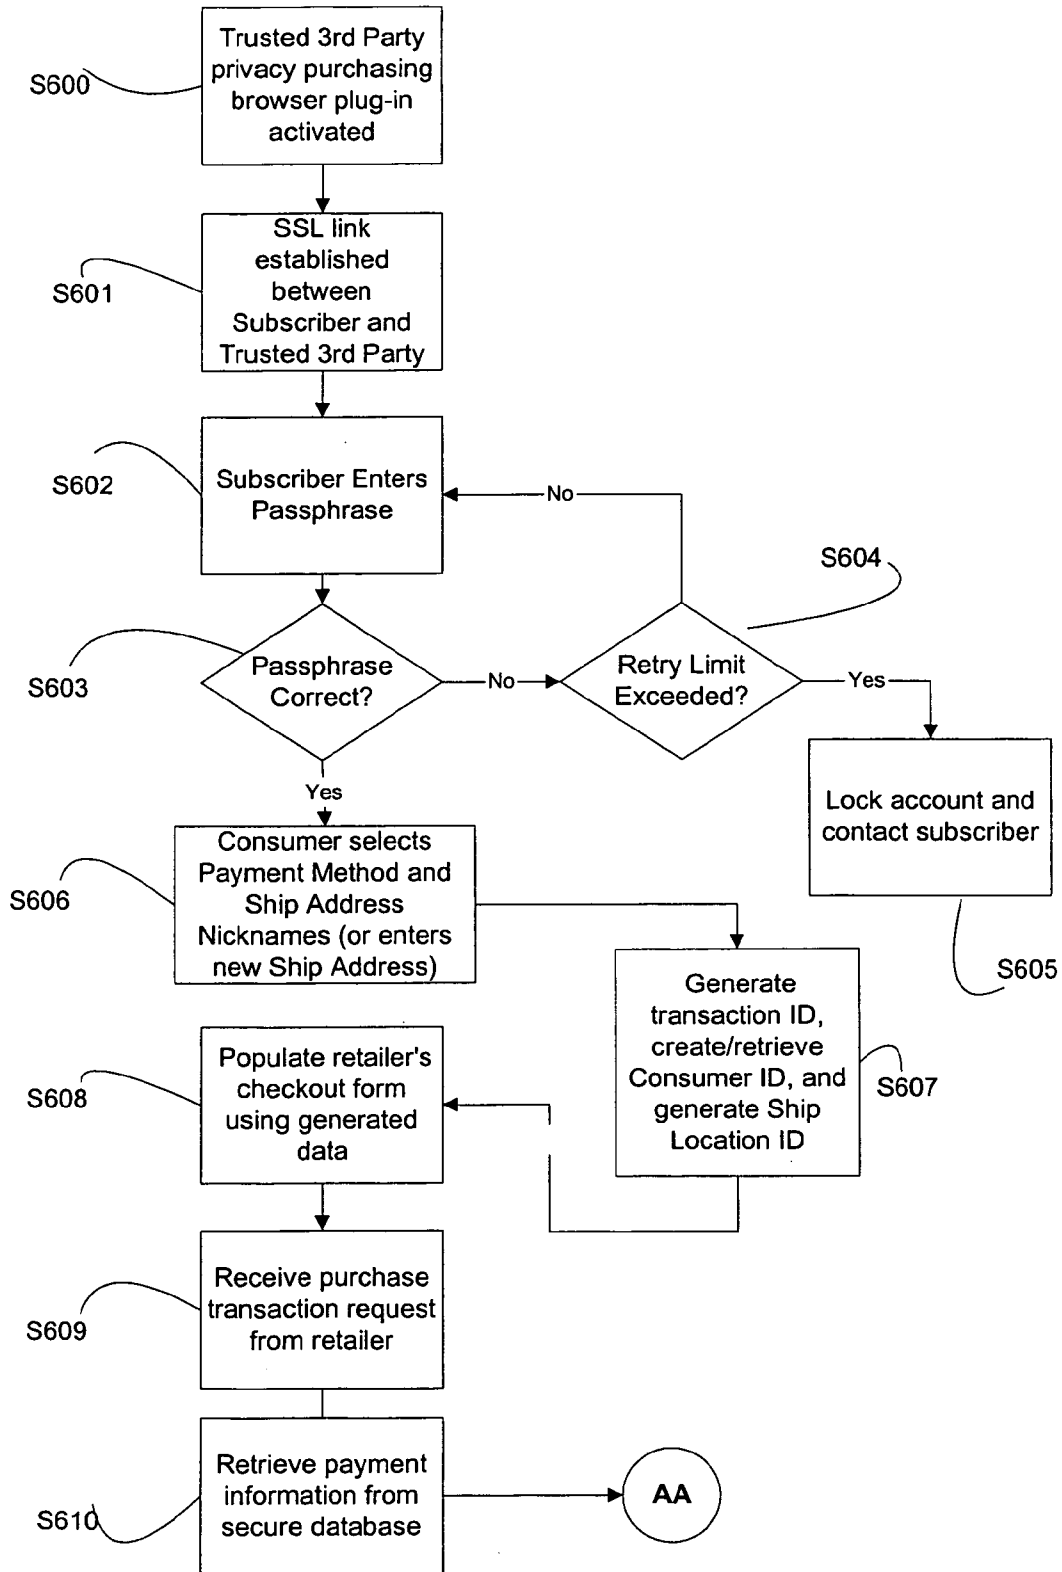 Trusted 3rd Party
privacy purchasing
browser plug-in
activated
S600
SSL link
established
between
Subscriber and
Trusted 3rd Party
S601
Subscriber Enters
Passphrase
S602
No
S604
Passphrase
Correct?
S603
No
Retry Limit
Exceeded?
Yes
Yes
Lock account and
contact subscriber
S605
Consumer selects
Payment Method and
Ship Address
Nicknames (or enters
new Ship Address)
S606
Generate
transaction ID,
create/retrieve
Consumer ID, and
generate Ship
Location ID
S607
Populate retailer's
checkout form
using generated
data
S608
Receive purchase
transaction request
from retailer
S609
Retrieve payment
information from
secure database
S610
AA